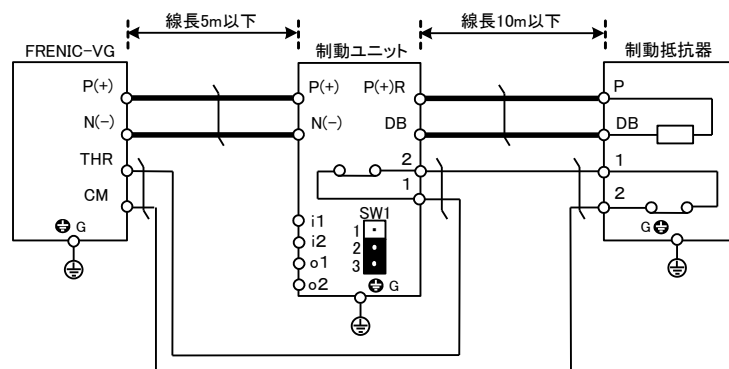 線長5m以下
線長10m以下
FRENIC-VG
制動ユニット
制動抵抗器
P(+)
P(+)
P(+)R
P
N(-)
N(-)
DB
DB
THR
2
1
CM
1
2
G
i1
i2
o1
o2
SW1
1
2
3
G
G